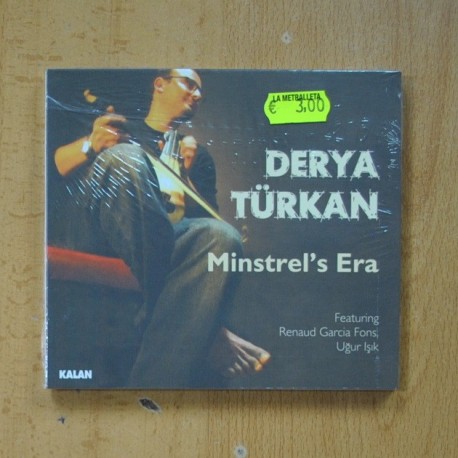 LA METRALLETA
€ 3,00
DERYA
TÜRKAN
Minstrel's Era
Featuring
Renaud Garcia Fons,
Uğur Işık
KALAN